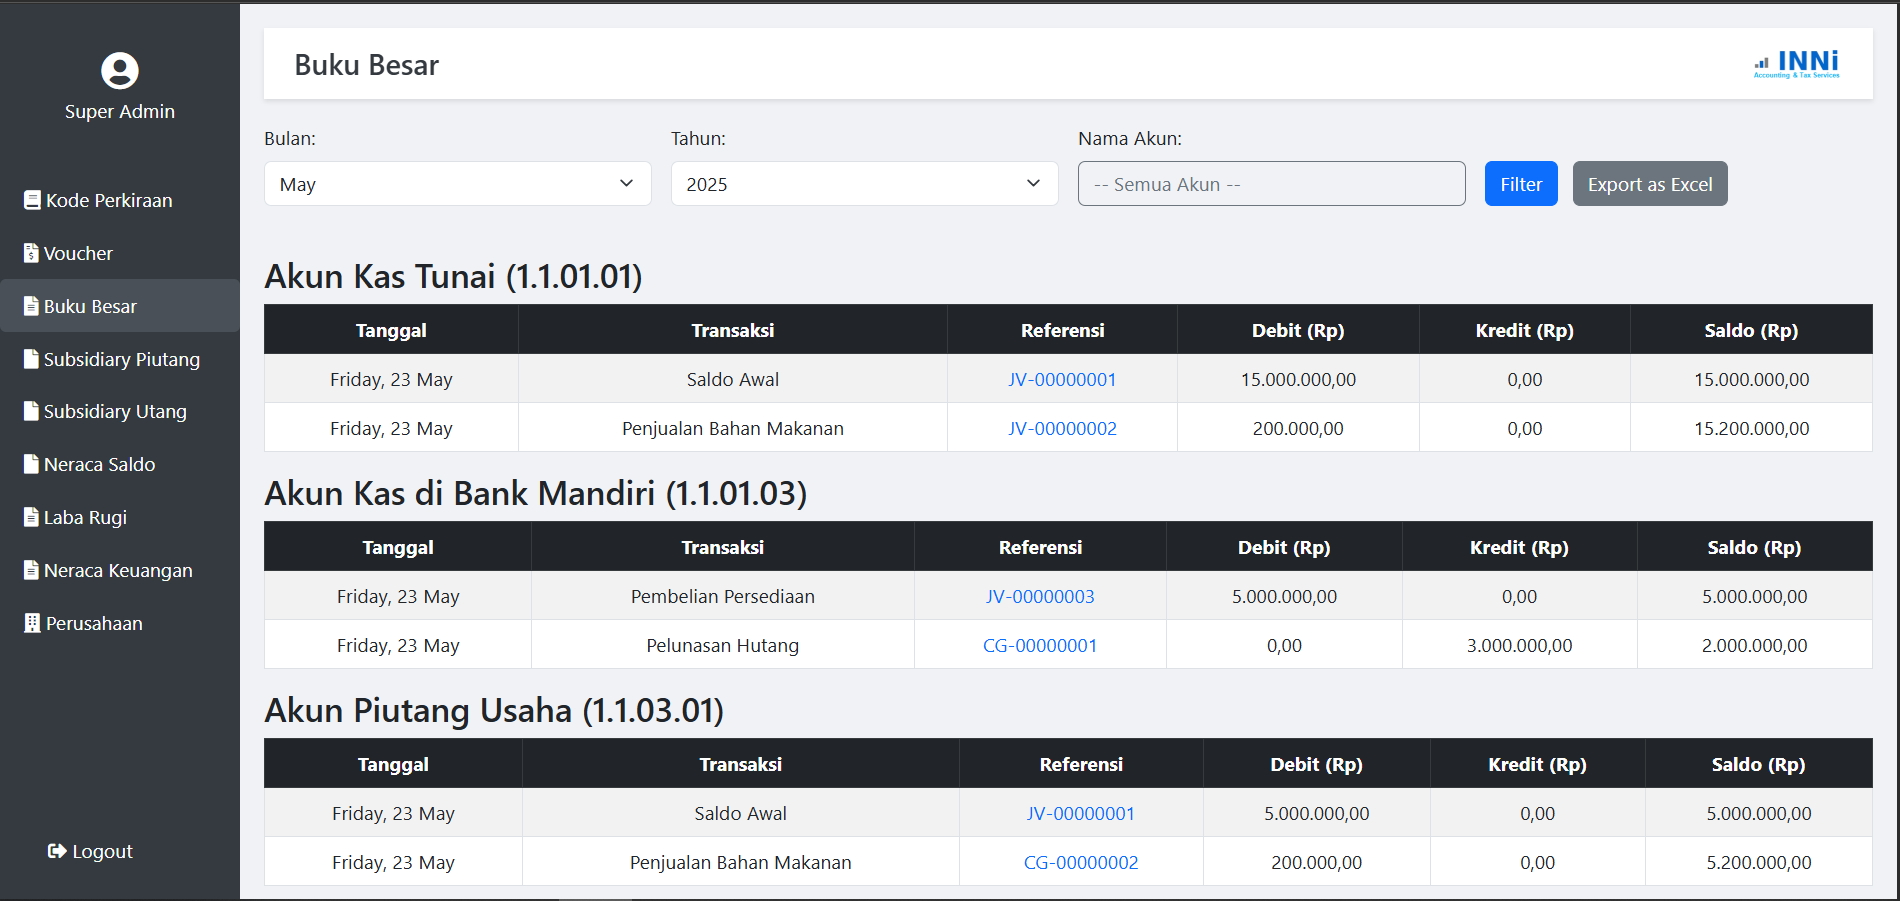 Super Admin
Kode Perkiraan
Voucher
Buku Besar
Subsidiary Piutang
Subsidiary Utang
Neraca Saldo
Laba Rugi
Neraca Keuangan
Perusahaan
Logout
Buku Besar
INNi
Accounting & Tax Services
Bulan: Tahun: Nama Akun:
May 2025 -- Semua Akun -- Filter Export as Excel
Akun Kas Tunai (1.1.01.01)
Tanggal Transaksi Referensi Debit (Rp) Kredit (Rp) Saldo (Rp)
Friday, 23 May Saldo Awal JV-00000001 15.000.000,00 0,00 15.000.000,00
Friday, 23 May Penjualan Bahan Makanan JV-00000002 200.000,00 0,00 15.200.000,00
Akun Kas di Bank Mandiri (1.1.01.03)
Tanggal Transaksi Referensi Debit (Rp) Kredit (Rp) Saldo (Rp)
Friday, 23 May Pembelian Persediaan JV-00000003 5.000.000,00 0,00 5.000.000,00
Friday, 23 May Pelunasan Hutang CG-00000001 0,00 3.000.000,00 2.000.000,00
Akun Piutang Usaha (1.1.03.01)
Tanggal Transaksi Referensi Debit (Rp) Kredit (Rp) Saldo (Rp)
Friday, 23 May Saldo Awal JV-00000001 5.000.000,00 0,00 5.000.000,00
Friday, 23 May Penjualan Bahan Makanan CG-00000002 200.000,00 0,00 5.200.000,00